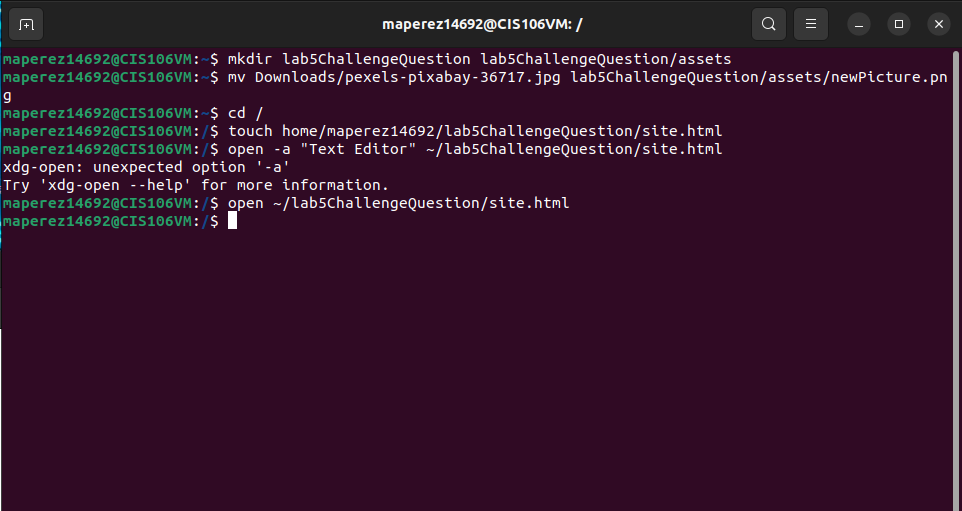 maperez14692@CIS106VM: /
maperez14692@CIS106VM:~$ mkdir lab5ChallengeQuestion lab5ChallengeQuestion/assets
maperez14692@CIS106VM:~$ mv Downloads/pexels-pixabay-36717.jpg lab5ChallengeQuestion/assets/newPicture.pn
g
maperez14692@CIS106VM:~$ cd /
maperez14692@CIS106VM:/$ touch home/maperez14692/lab5ChallengeQuestion/site.html
maperez14692@CIS106VM:/$ open -a "Text Editor" ~/lab5ChallengeQuestion/site.html
xdg-open: unexpected option '-a'
Try 'xdg-open --help' for more information.
maperez14692@CIS106VM:/$ open ~/lab5ChallengeQuestion/site.html
maperez14692@CIS106VM:/$